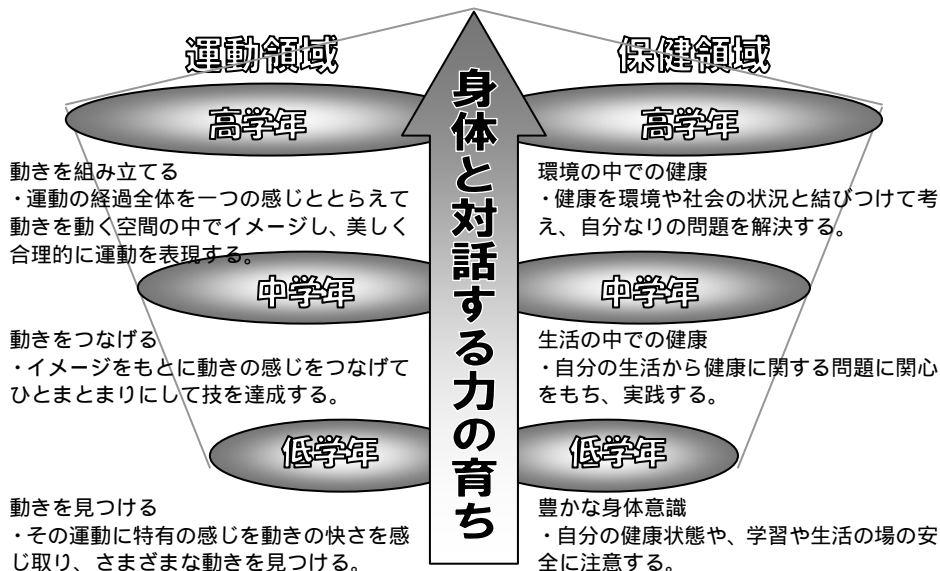 運動領域
保健領域
身体と対話する力の育ち
高学年
高学年
動きを組み立てる
・運動の経過全体を一つの感じととらえて
動きを動く空間の中でイメージし、美しく
合理的に運動を表現する。
環境の中での健康
・健康を環境や社会の状況と結びつけて考
え、自分なりの問題を解決する。
中学年
中学年
動きをつなげる
・イメージをもとに動きの感じをつなげて
ひとまとまりにして技を達成する。
生活の中での健康
・自分の生活から健康に関する問題に関心
をもち、実践する。
低学年
低学年
動きを見つける
・その運動に特有の感じを動きの快さを感
じ取り、さまざまな動きを見つける。
豊かな身体意識
・自分の健康状態や、学習や生活の場の安
全に注意する。